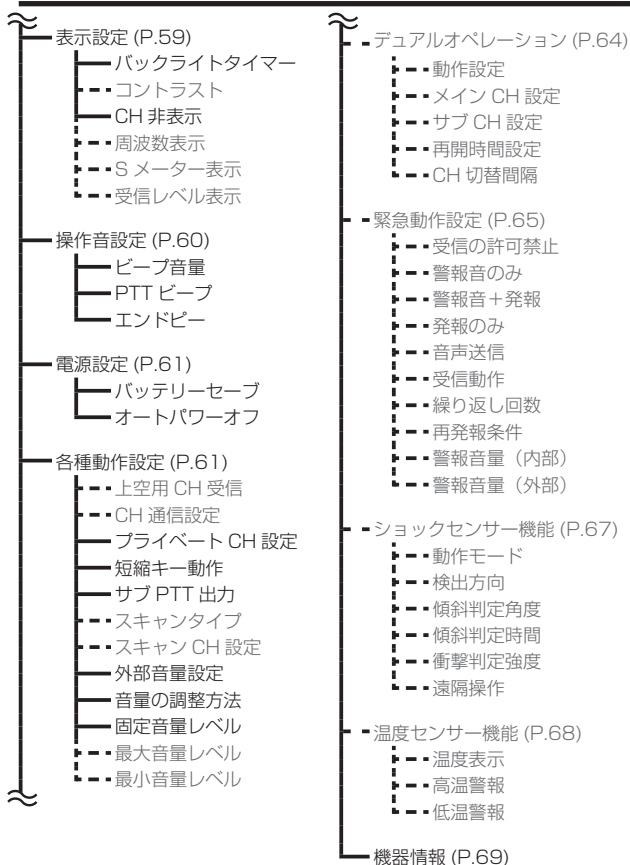 表示設定 (P.59)
バックライトタイマー
コントラスト
CH 非表示
周波数表示
S メーター表示
受信レベル表示
操作音設定 (P.60)
ビープ音量
PTT ビープ
エンドピー
電源設定 (P.61)
バッテリーセーブ
オートパワーオフ
各種動作設定 (P.61)
上空用 CH 受信
CH 通信設定
プライベート CH 設定
短縮キー動作
サブ PTT 出力
スキャンタイプ
スキャン CH 設定
外部音量設定
音量の調整方法
固定音量レベル
最大音量レベル
最小音量レベル
デュアルオペレーション (P.64)
動作設定
メイン CH 設定
サブ CH 設定
再開時間設定
CH 切替間隔
緊急動作設定 (P.65)
受信の許可禁止
警報音のみ
警報音＋発報
発報のみ
音声送信
受信動作
繰り返し回数
再発報条件
警報音量（内部）
警報音量（外部）
ショックセンサー機能 (P.67)
動作モード
検出方向
傾斜判定角度
傾斜判定時間
衝撃判定強度
遠隔操作
温度センサー機能 (P.68)
温度表示
高温警報
低温警報
機器情報 (P.69)